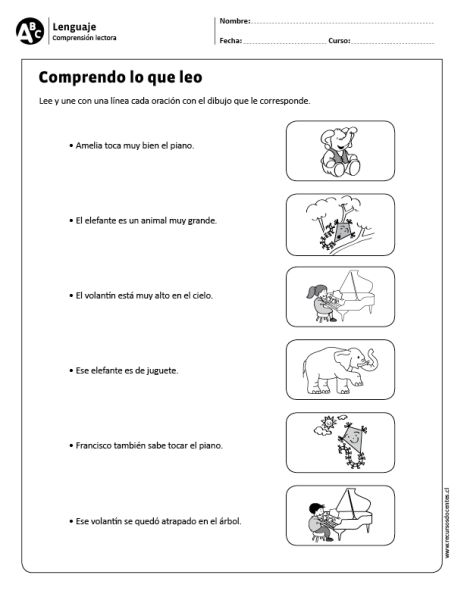 ABC
Lenguaje
Comprensión lectora
Nombre:
Fecha: Curso:
Comprendo lo que leo
Lee y une con una línea cada oración con el dibujo que le corresponde.
• Amelia toca muy bien el piano.
• El elefante es un animal muy grande.
• El volantín está muy alto en el cielo.
• Ese elefante es de juguete.
• Francisco también sabe tocar el piano.
• Ese volantín se quedó atrapado en el árbol.
www.recursosdocentes.cl